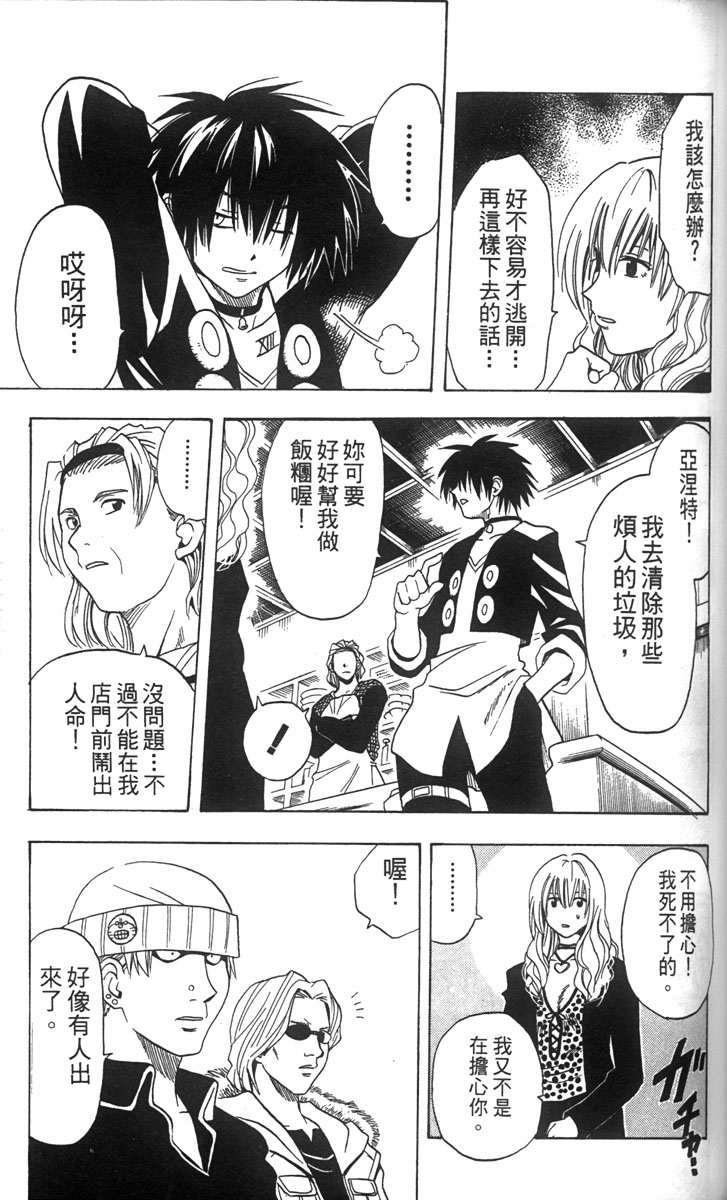 我該怎麼辦？
好不容易才逃開…
再這樣下去的話…
………
哎呀呀…
XIII
亞涅特！
我去清除那些
煩人的垃圾，
妳可要
好好幫我做
飯糰喔！
！
………
沒問題…不
過不能在我
店門前鬧出
人命！
不用擔心！
我死不了的。
………
我又不是
在擔心你。
ガチャッ
喔！
好像有人出
來了。